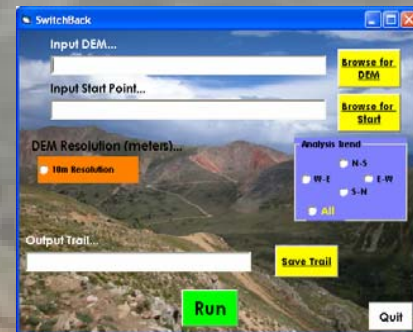 SwitchBack
Input DEM...
Browse for
DEM
Input Start Point...
Browse for
Start
DEM Resolution (meters)...
10m Resolution
Analysis Trend
N-S
W-E
E-W
S-N
All
Output Trail...
Save Trail
Run
Quit